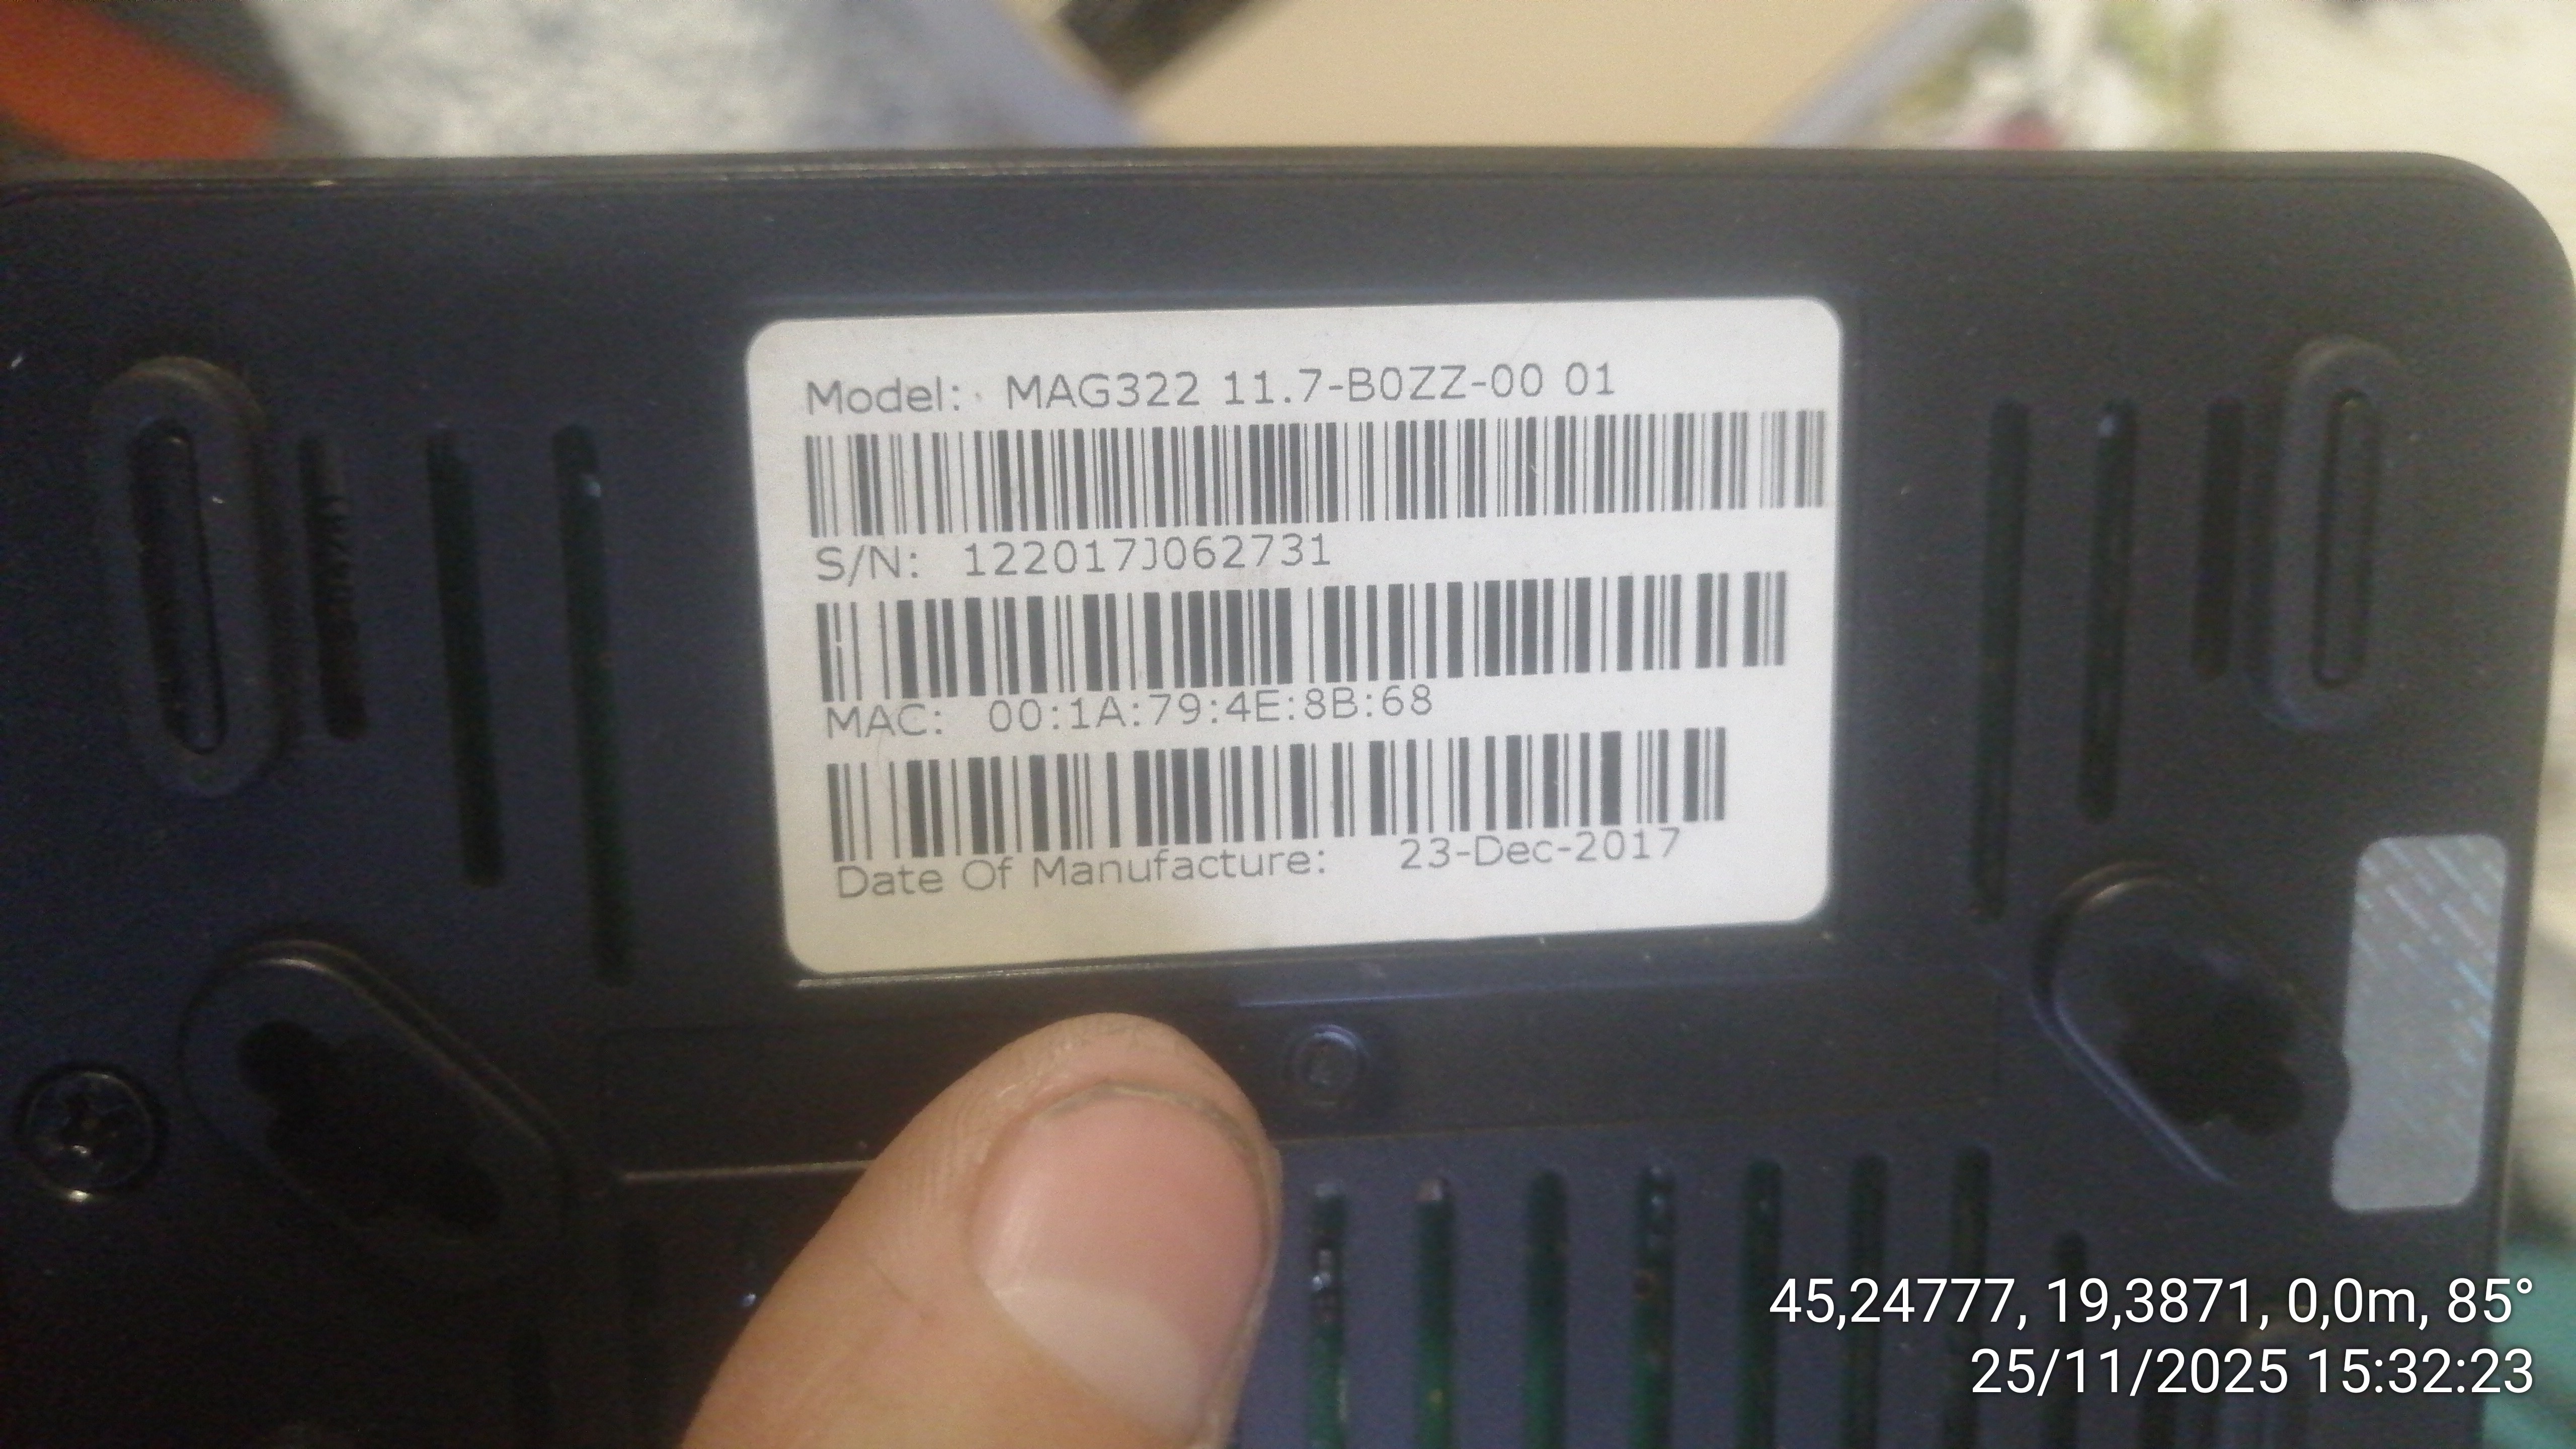 Model: MAG322 11.7-B0ZZ-00 01
S/N: 122017J062731
MAC: 00:1A:79:4E:8B:68
Date Of Manufacture: 23-Dec-2017
45,24777, 19,3871, 0,0m, 85°
25/11/2025 15:32:23